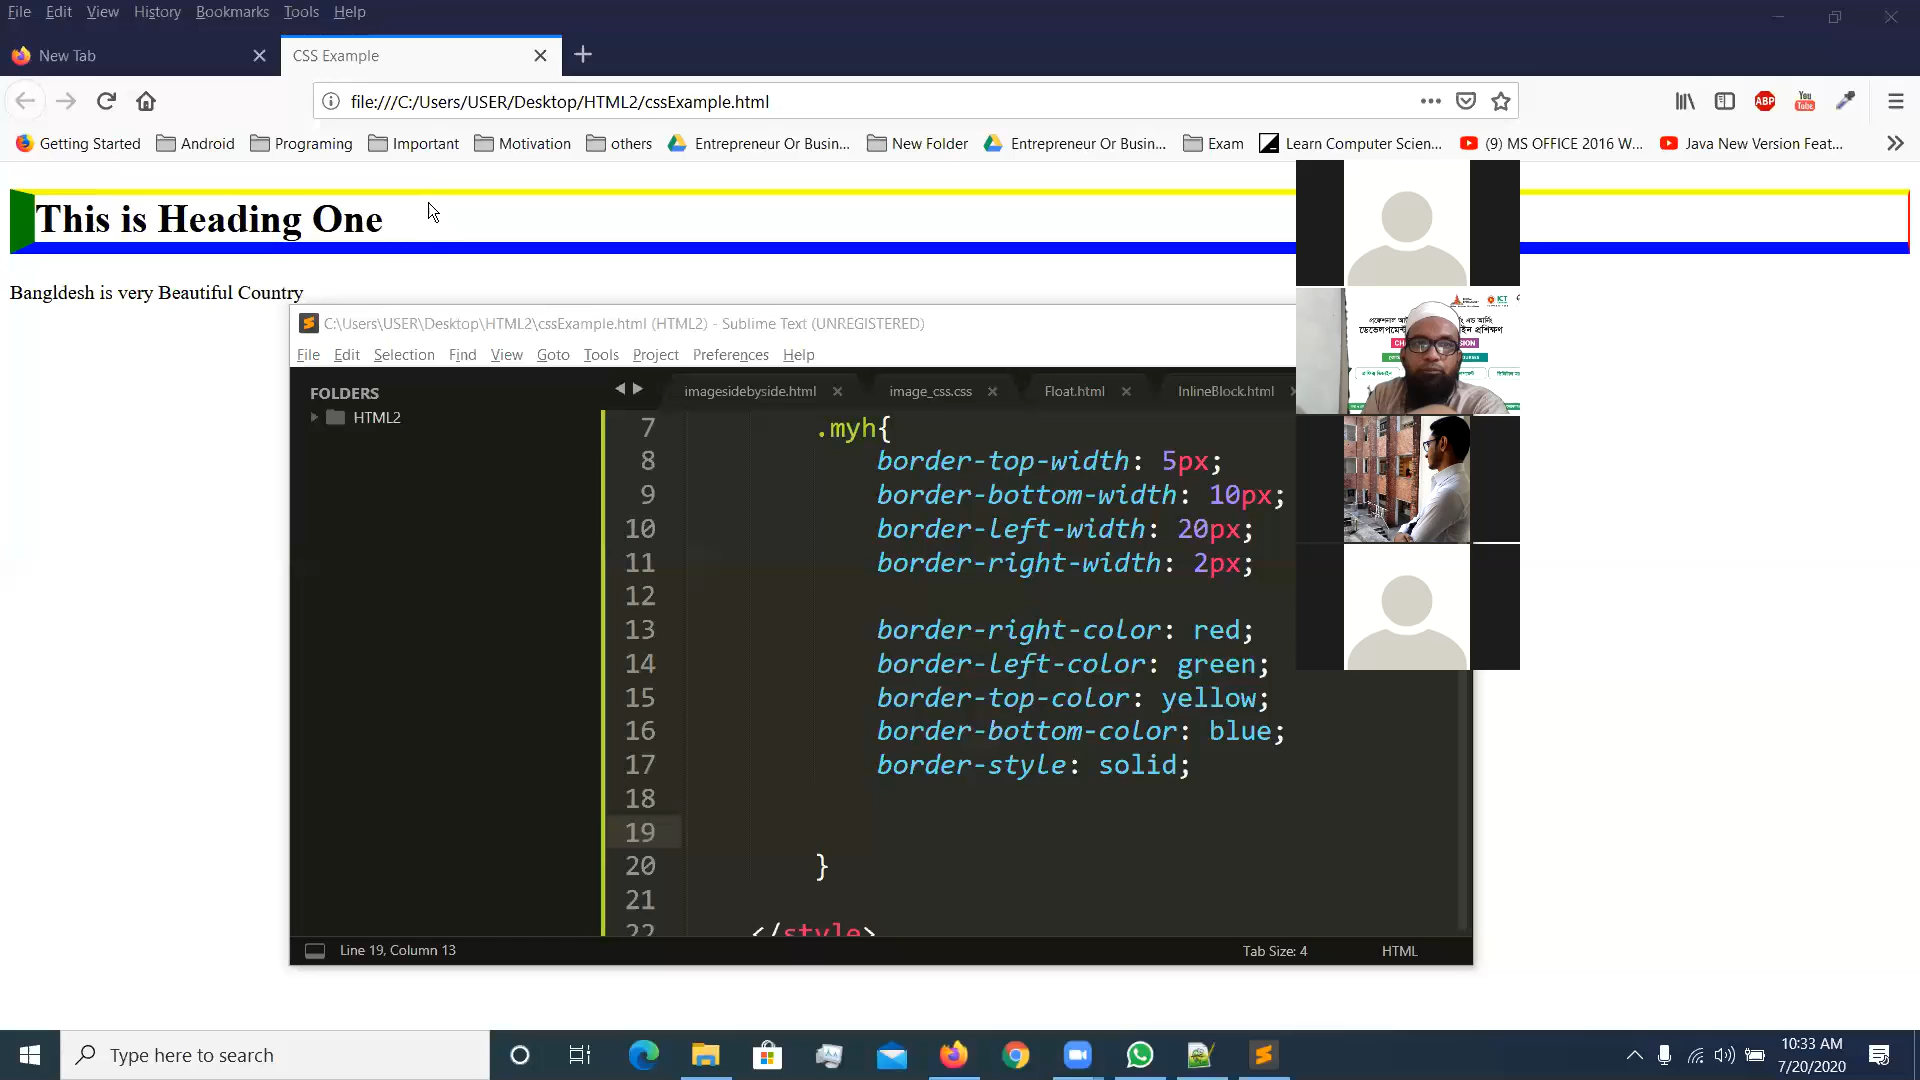 File Edit View History Bookmarks Tools Help
New Tab
CSS Example
file:///C:/Users/USER/Desktop/HTML2/cssExample.html
ABP
You Tube
Getting Started
Android
Programing
Important
Motivation
others
Entrepreneur Or Busin...
New Folder
Entrepreneur Or Busin...
Exam
Learn Computer Scien...
(9) MS OFFICE 2016 W...
Java New Version Feat...
This is Heading One
Bangldesh is very Beautiful Country
C:\Users\USER\Desktop\HTML2\cssExample.html (HTML2) - Sublime Text (UNREGISTERED)
File Edit Selection Find View Goto Tools Project Preferences Help
FOLDERS
HTML2
imagesidebyside.html
image_css.css
Float.html
InlineBlock.html
7 .myh{
8 border-top-width: 5px;
9 border-bottom-width: 10px;
10 border-left-width: 20px;
11 border-right-width: 2px;
12
13 border-right-color: red;
14 border-left-color: green;
15 border-top-color: yellow;
16 border-bottom-color: blue;
17 border-style: solid;
18
19
20 }
21
22 </style>
Line 19, Column 13
Tab Size: 4
HTML
ICT
Type here to search
10:33 AM
7/20/2020